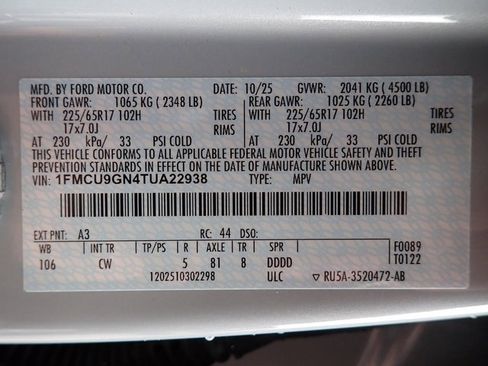 MFD. BY FORD MOTOR CO. 10/25 GVWR: 2041 KG ( 4500 LB)
FRONT GAWR: 1065 KG ( 2348 LB) REAR GAWR: 1025 KG ( 2260 LB)
WITH 225/65R17 102H WITH 225/65R17 102H
17x7.0J 17x7.0J
AT 230 kPa/ 33 PSI COLD AT 230 kPa/ 33 PSI COLD
THIS VEHICLE CONFORMS TO ALL APPLICABLE FEDERAL MOTOR VEHICLE SAFETY AND THEFT PREVENTION STANDARDS IN EFFECT ON THE DATE OF MANUFACTURE SHOWN ABOVE.
VIN: 1FMCU9GN4TUA22938 TYPE: MPV
EXT PNT: A3 RC: 44 DSO:
WB INT TR TP/PS R AXLE TR SPR F0089
106 CW 5 81 8 DDDD T0122
1202510302298 ULC ▽ RU5A-3520472-AB